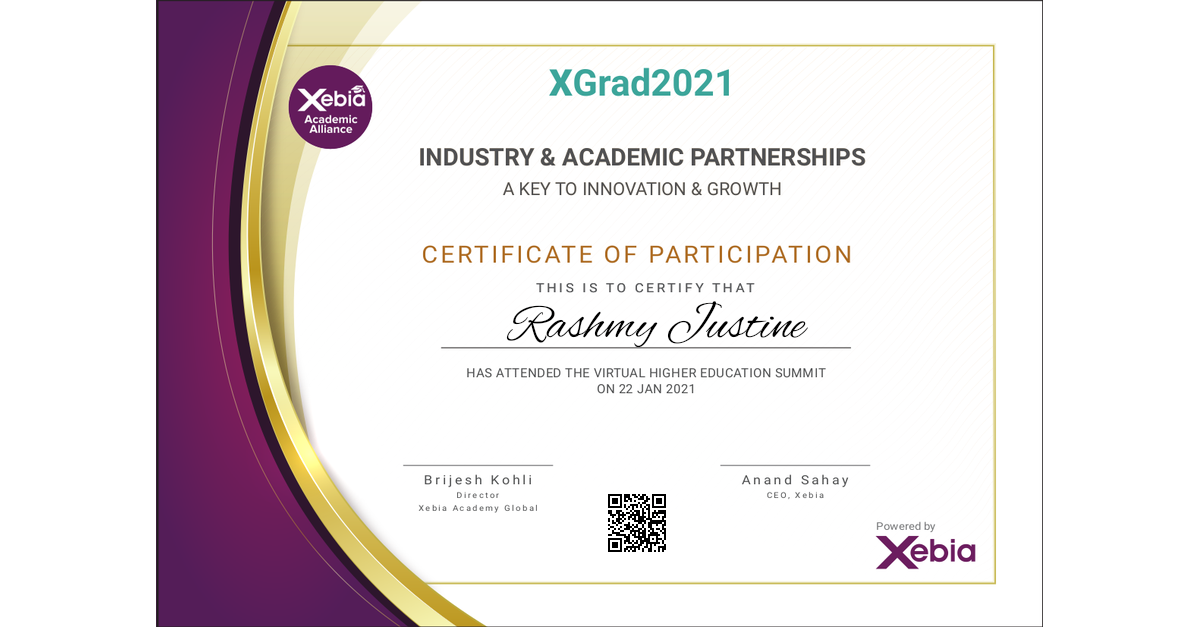 XGrad2021
Xebia
Academic
Alliance
INDUSTRY & ACADEMIC PARTNERSHIPS
A KEY TO INNOVATION & GROWTH
CERTIFICATE OF PARTICIPATION
THIS IS TO CERTIFY THAT
Rashmy Justine
HAS ATTENDED THE VIRTUAL HIGHER EDUCATION SUMMIT
ON 22 JAN 2021
Brijesh Kohli
Director
Xebia Academy Global
Anand Sahay
CEO, Xebia
Powered by
Xebia